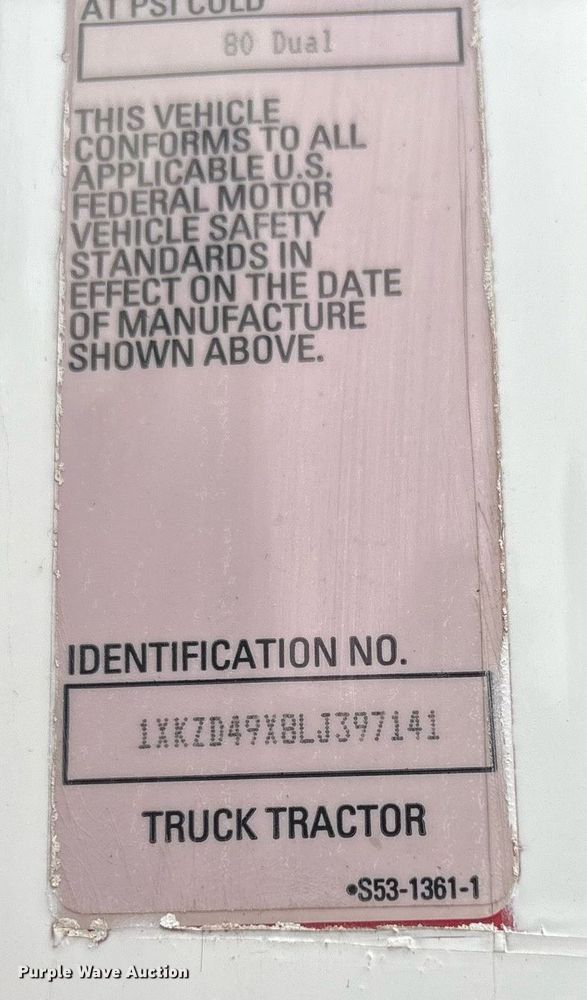 AT PSI COLD
80 Dual
THIS VEHICLE
CONFORMS TO ALL
APPLICABLE U.S.
FEDERAL MOTOR
VEHICLE SAFETY
STANDARDS IN
EFFECT ON THE DATE
OF MANUFACTURE
SHOWN ABOVE.
IDENTIFICATION NO.
1XKZD49X8LJ397141
TRUCK TRACTOR
•S53-1361-1
Purple Wave Auction